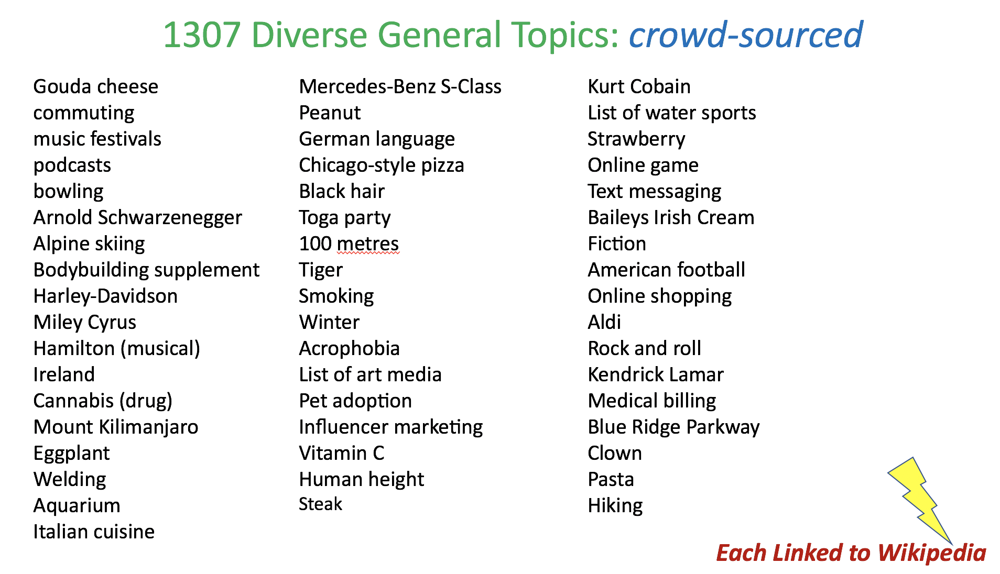 1307 Diverse General Topics: crowd-sourced
Gouda cheese
commuting
music festivals
podcasts
bowling
Arnold Schwarzenegger
Alpine skiing
Bodybuilding supplement
Harley-Davidson
Miley Cyrus
Hamilton (musical)
Ireland
Cannabis (drug)
Mount Kilimanjaro
Eggplant
Welding
Aquarium
Italian cuisine
Mercedes-Benz S-Class
Peanut
German language
Chicago-style pizza
Black hair
Toga party
100 metres
Tiger
Smoking
Winter
Acrophobia
List of art media
Pet adoption
Influencer marketing
Vitamin C
Human height
Steak
Kurt Cobain
List of water sports
Strawberry
Online game
Text messaging
Baileys Irish Cream
Fiction
American football
Online shopping
Aldi
Rock and roll
Kendrick Lamar
Medical billing
Blue Ridge Parkway
Clown
Pasta
Hiking
Each Linked to Wikipedia